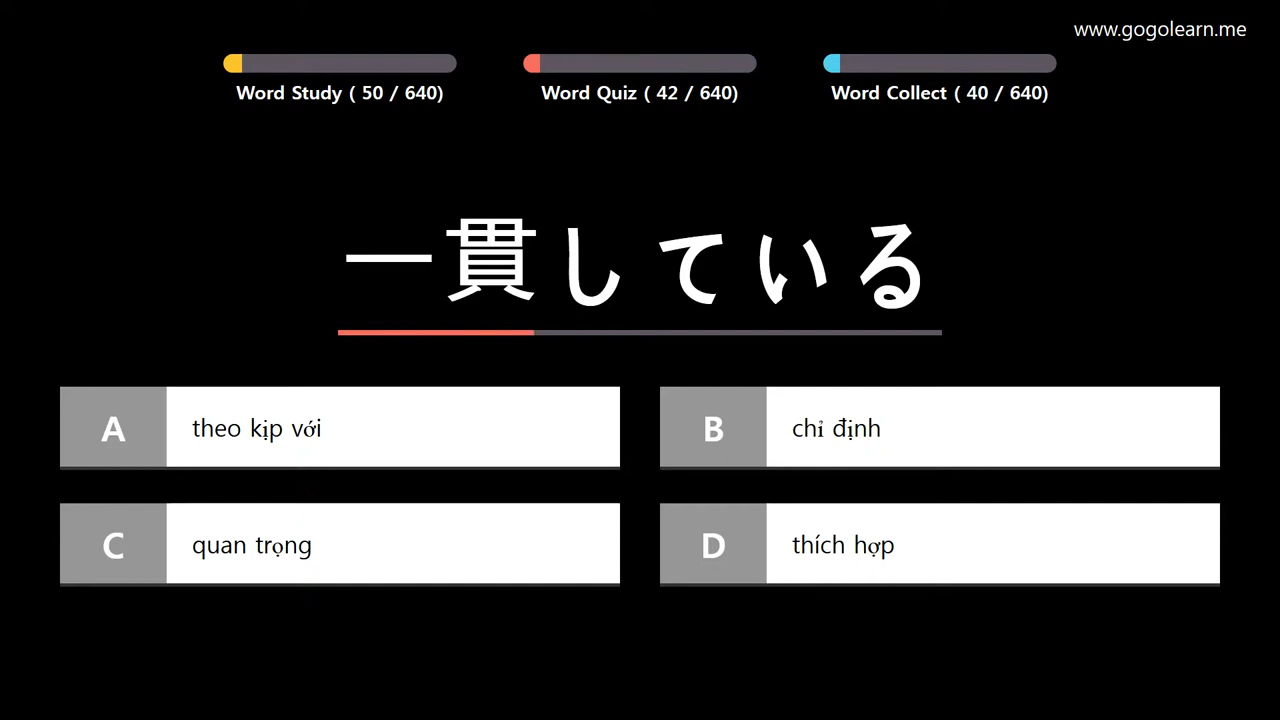 www.gogolearn.me
Word Study ( 50 / 640)
Word Quiz ( 42 / 640)
Word Collect ( 40 / 640)
一貫している
A
theo kịp với
B
chỉ định
C
quan trọng
D
thích hợp